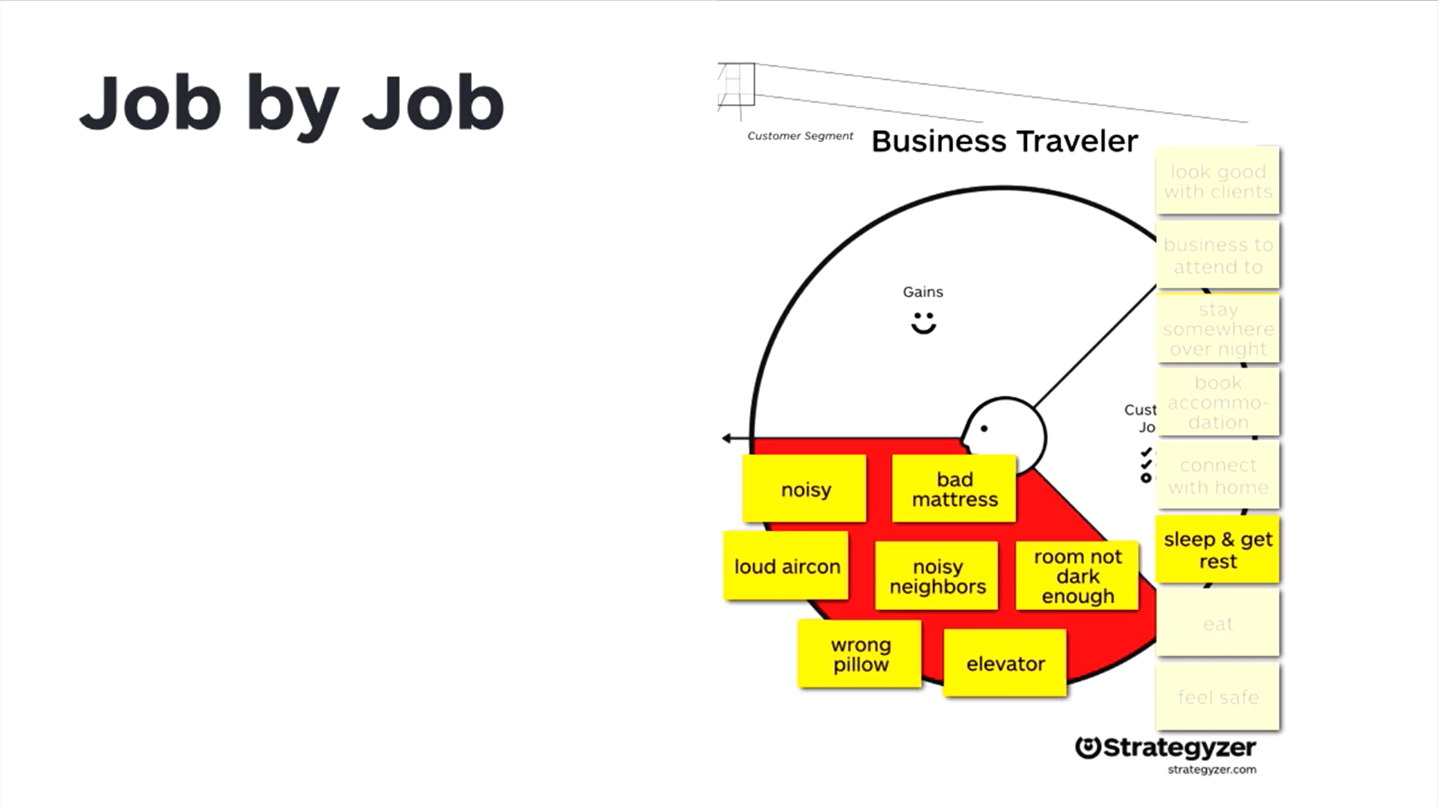 Job by Job
Customer Segment
Business Traveler
look good
with clients
business to
attend to
stay
somewhere
over night
book
accommo-
dation
connect
with home
sleep & get
rest
eat
feel safe
Gains
Cust
Jo
noisy
bad
mattress
loud aircon
noisy
neighbors
room not
dark
enough
wrong
pillow
elevator
Strategyzer
strategyzer.com